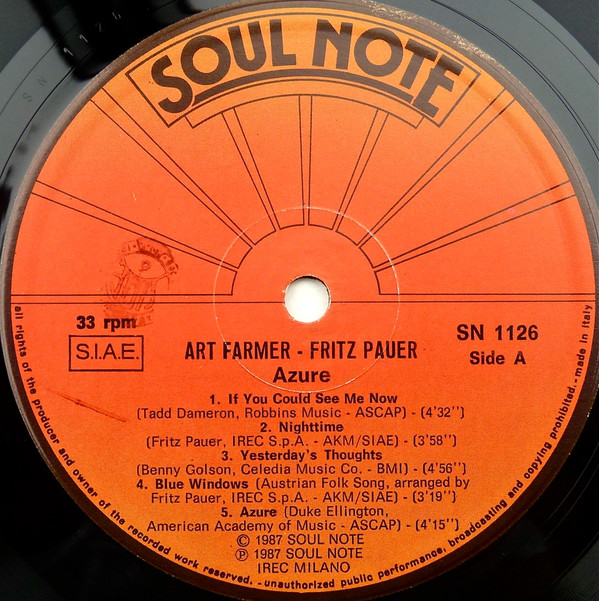 SN 1126
SOUL NOTE
33 rpm
S.I.A.E.
SN 1126
Side A
ART FARMER - FRITZ PAUER
Azure
1. If You Could See Me Now
(Tadd Dameron, Robbins Music - ASCAP) - (4'32'')
2. Nighttime
(Fritz Pauer, IREC S.p.A. - AKM/SIAE) - (3'58'')
3. Yesterday's Thoughts
(Benny Golson, Celedia Music Co. - BMI) - (4'56'')
4. Blue Windows (Austrian Folk Song, arranged by
Fritz Pauer, IREC S.p.A. - AKM/SIAE) - (3'19'')
5. Azure (Duke Ellington,
American Academy of Music - ASCAP) - (4'15'')
© 1987 SOUL NOTE
℗ 1987 SOUL NOTE
IREC MILANO
all rights of the producer and owner of the recorded work reserved. - unauthorized public performance, broadcasting and copying prohibited. - made in italy